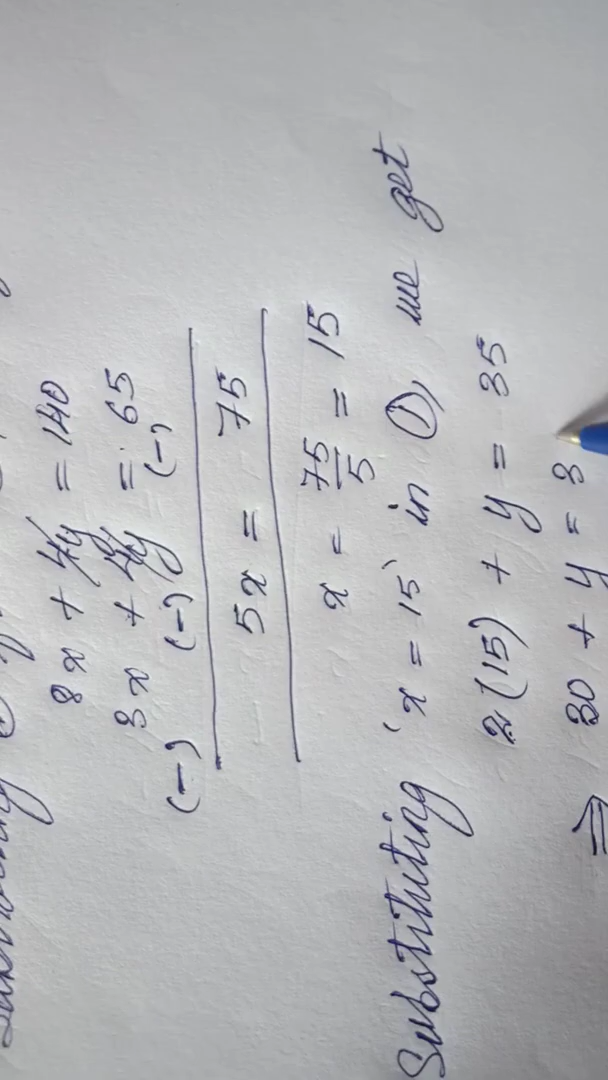 8x + 4y = 140
3x + 4y = 65
(-) (-) (-)
5x = 75
x = 75/5 = 15
Substituting 'x = 15' in ①, we get
2(15) + y = 35
⇒ 30 + y = 3